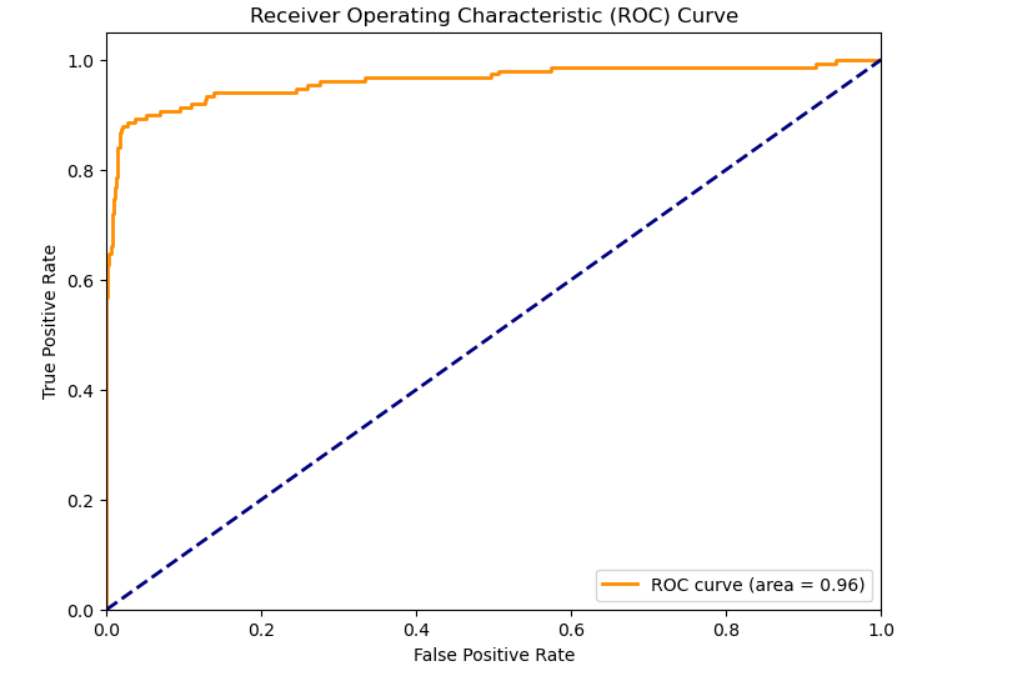 Receiver Operating Characteristic (ROC) Curve
1.0
0.8
0.6
0.4
0.2
0.0
True Positive Rate
ROC curve (area = 0.96)
0.0 0.2 0.4 0.6 0.8 1.0
False Positive Rate